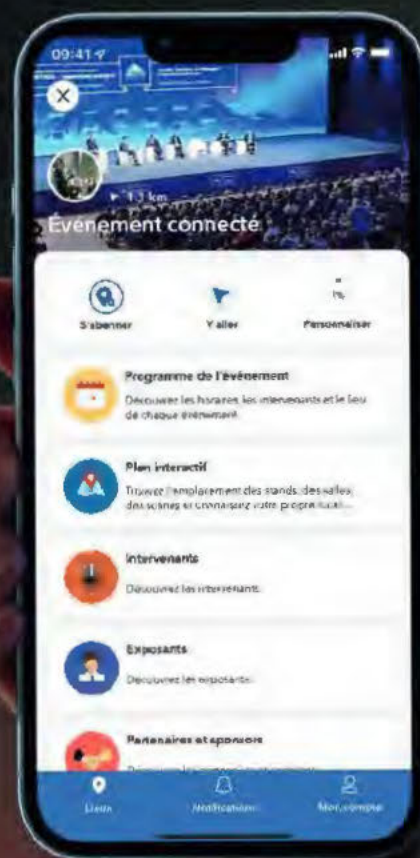 09:41
1,3 km
Événement connecté
S'abonner
Y aller
Personnaliser
Programme de l'événement
Découvrez les horaires, les intervenants et le lieu
de chaque événement.
Plan interactif
Trouvez l'emplacement des stands, des salles,
des scènes et choisissez votre propre
Intervenants
Découvrez les intervenants.
Exposants
Découvrez les exposants.
Partenaires et sponsors
Lieux
Notifications
Mon compte